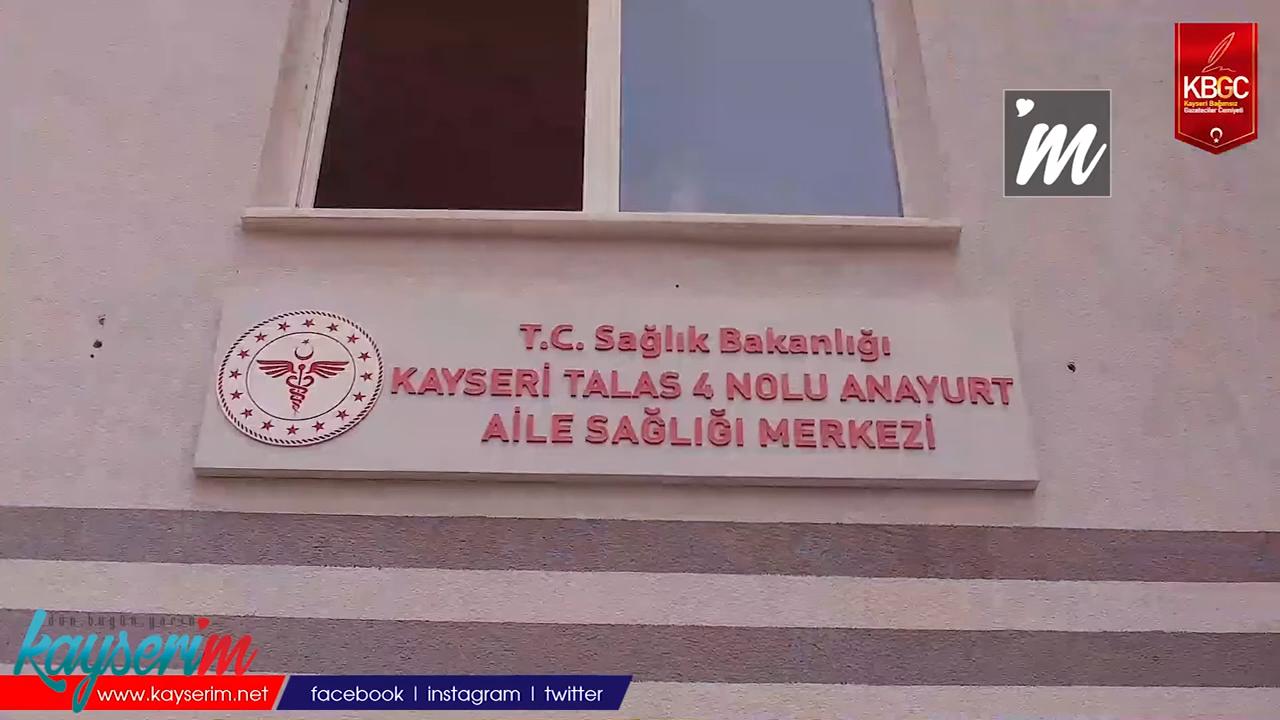 KBGC
Kayseri Bağımsız
Gazeteciler Cemiyeti
'm
T.C. Sağlık Bakanlığı
KAYSERİ TALAS 4 NOLU ANAYURT
AİLE SAĞLIĞI MERKEZİ
dün.bugün.yarın
kayserim
www.kayserim.net
facebook | instagram | twitter